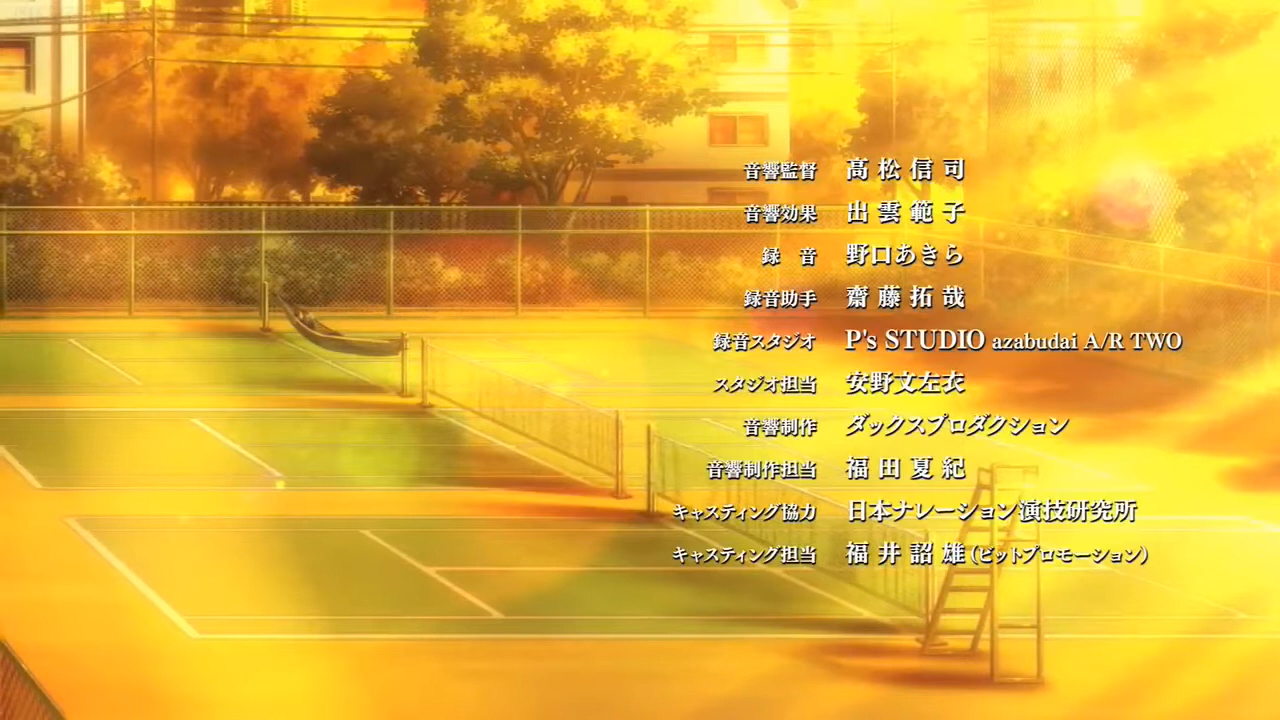 音響監督 高松信司
音響効果 出雲範子
録 音 野口あきら
録音助手 齋藤拓哉
録音スタジオ P's STUDIO azabudai A/R TWO
スタジオ担当 安野文左衣
音響制作 ダックスプロダクション
音響制作担当 福田夏紀
キャスティング協力 日本ナレーション演技研究所
キャスティング担当 福井詔雄(ビットプロモーション)